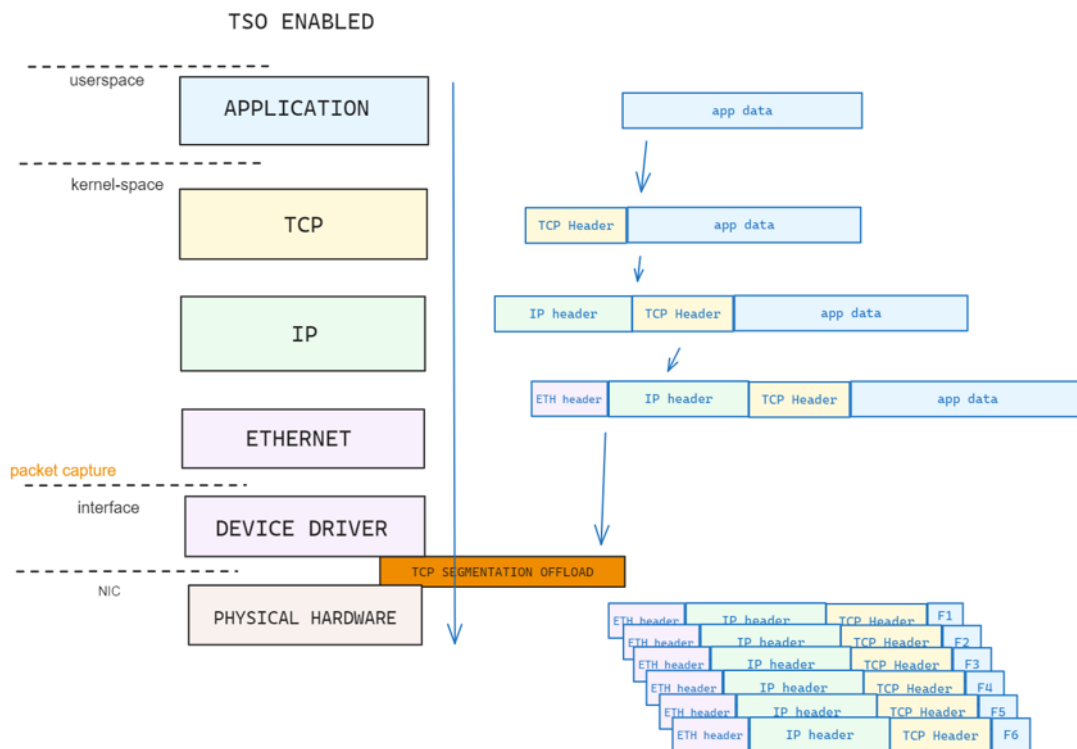 TSO ENABLED
userspace
APPLICATION
app data
kernel-space
TCP
TCP Header
app data
IP
IP header
TCP Header
app data
ETH header
IP header
TCP Header
app data
ETHERNET
packet capture
interface
DEVICE DRIVER
TCP SEGMENTATION OFFLOAD
NIC
PHYSICAL HARDWARE
ETH header IP header TCP Header F1
ETH header IP header TCP Header F2
ETH header IP header TCP Header F3
ETH header IP header TCP Header F4
ETH header IP header TCP Header F5
ETH header IP header TCP Header F6